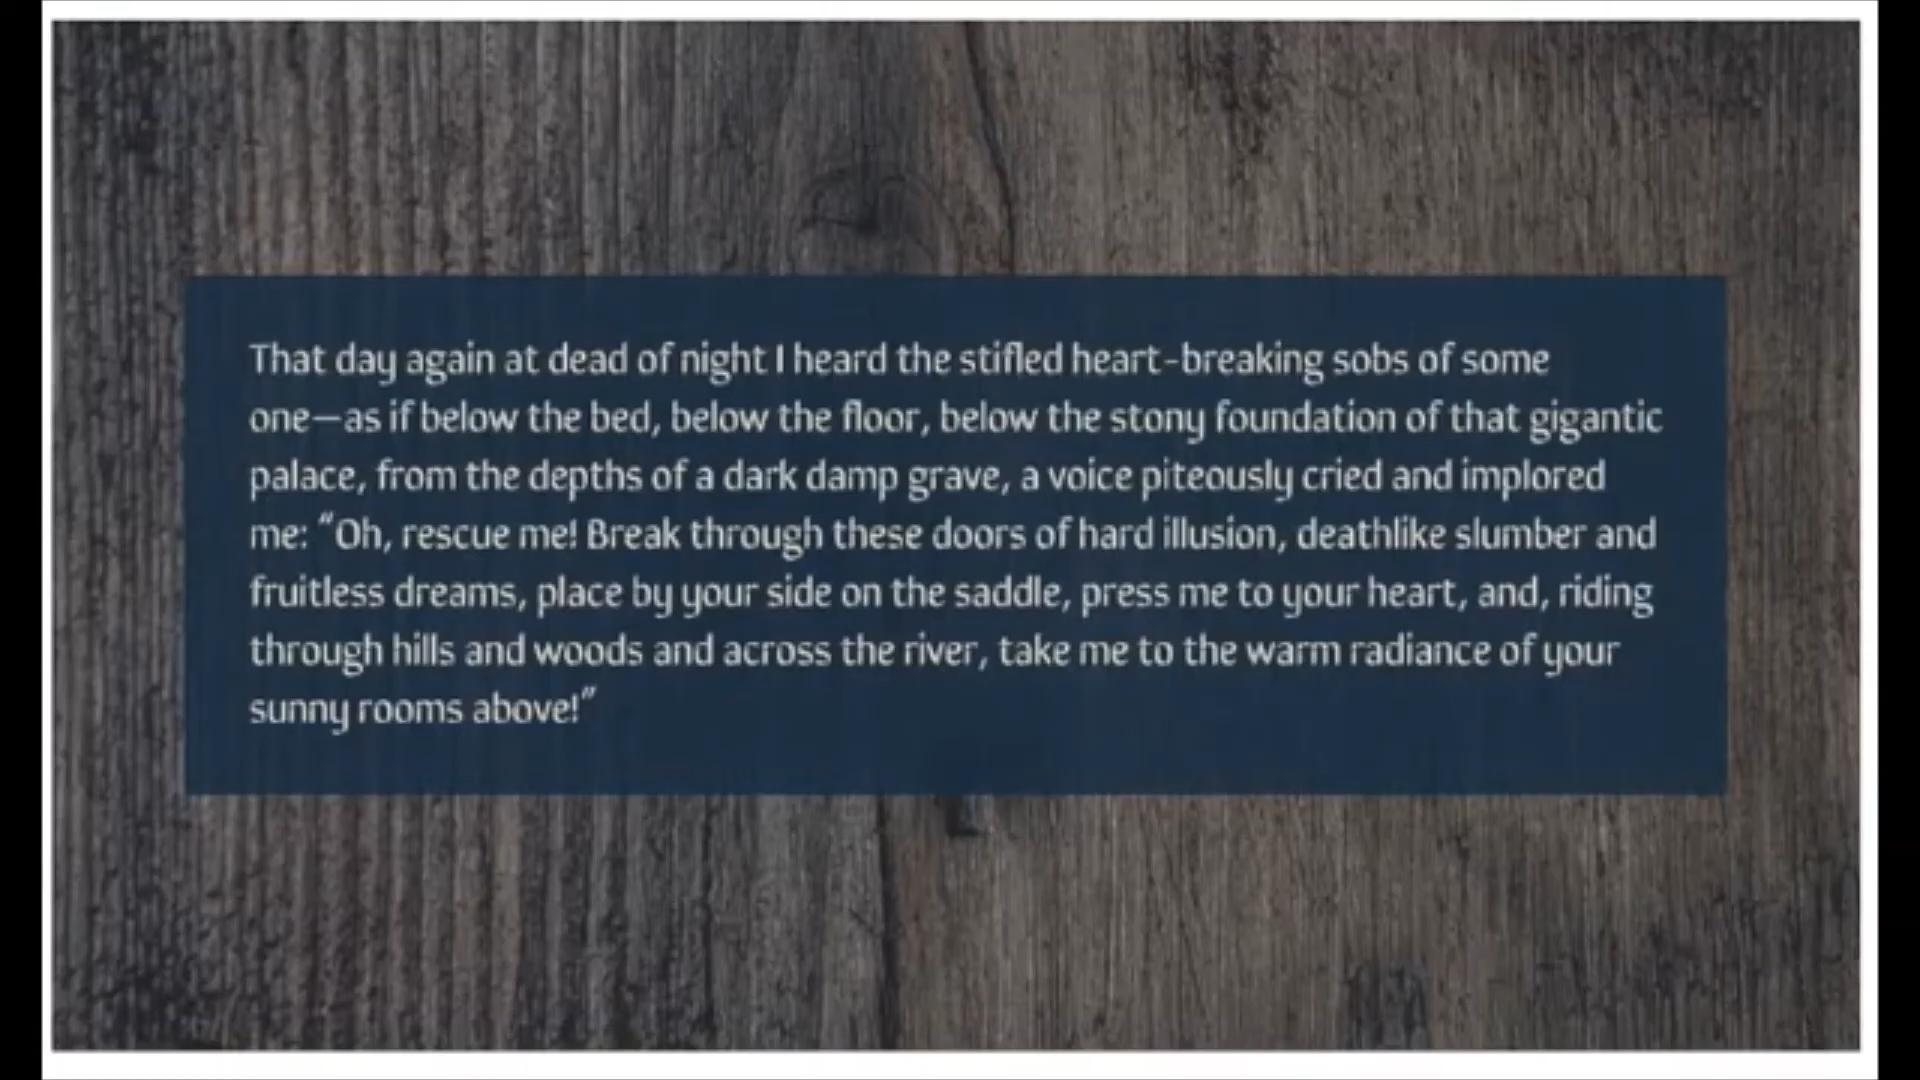 That day again at dead of night I heard the stifled heart-breaking sobs of some
one—as if below the bed, below the floor, below the stony foundation of that gigantic
palace, from the depths of a dark damp grave, a voice piteously cried and implored
me: “Oh, rescue me! Break through these doors of hard illusion, deathlike slumber and
fruitless dreams, place by your side on the saddle, press me to your heart, and, riding
through hills and woods and across the river, take me to the warm radiance of your
sunny rooms above!”